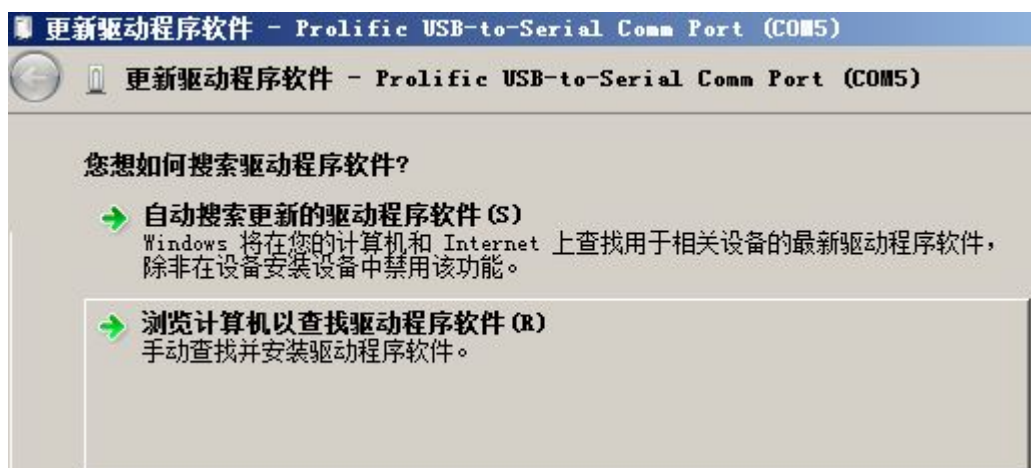 更新驱动程序软件 - Prolific USB-to-Serial Comm Port (COM5)
更新驱动程序软件 - Prolific USB-to-Serial Comm Port (COM5)
您想如何搜索驱动程序软件?
自动搜索更新的驱动程序软件(S)
Windows 将在您的计算机和 Internet 上查找用于相关设备的最新驱动程序软件，
除非在设备安装设备中禁用该功能。
浏览计算机以查找驱动程序软件(R)
手动查找并安装驱动程序软件。